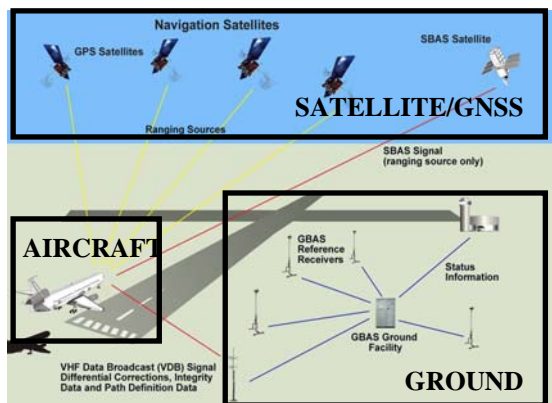 Navigation Satellites
GPS Satellites
SBAS Satellite
SATELLITE/GNSS
Ranging Sources
SBAS Signal
(ranging source only)
AIRCRAFT
GBAS
Reference
Receivers
Status
Information
GBAS Ground
Facility
VHF Data Broadcast (VDB) Signal
Differential Corrections, Integrity
Data and Path Definition Data
GROUND